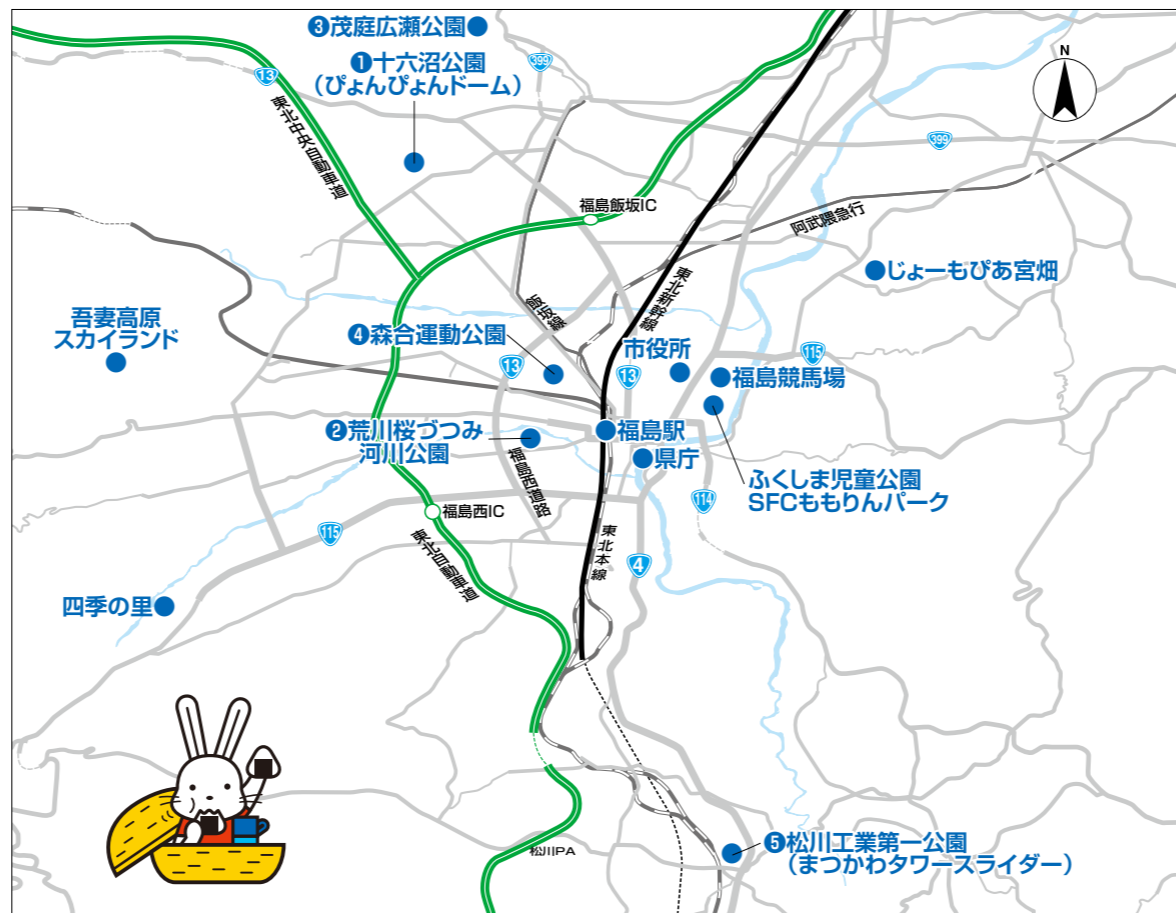 ❸茂庭広瀬公園
❶十六沼公園
(ぴょんぴょんドーム)
N
13
399
東北中央自動車道
399
福島飯坂IC
阿武隈急行
じょーもぴあ宮畑
飯坂線
東北新幹線
吾妻高原
スカイランド
❹森合運動公園
市役所
13
13
115
福島競馬場
❷荒川桜づつみ
河川公園
福島駅
県庁
福島西道路
ふくしま児童公園
SFCももりんパーク
114
福島西IC
115
東北自動車道
東北本線
4
四季の里
松川PA
❺松川工業第一公園
(まつかわタワースライダー)